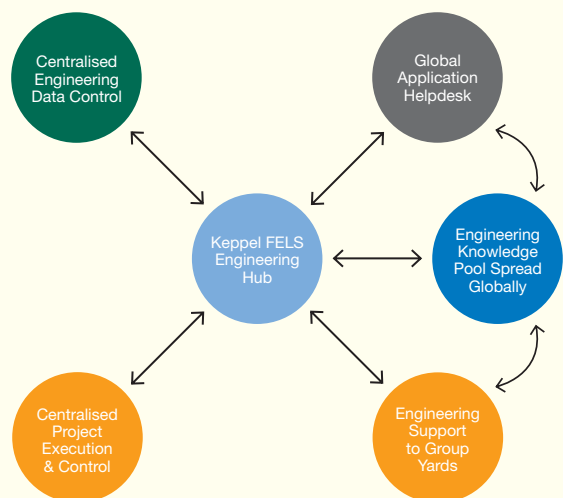 Centralised
Engineering
Data Control
Global
Application
Helpdesk
Keppel FELS
Engineering
Hub
Engineering
Knowledge
Pool Spread
Globally
Centralised
Project
Execution
& Control
Engineering
Support
to Group
Yards